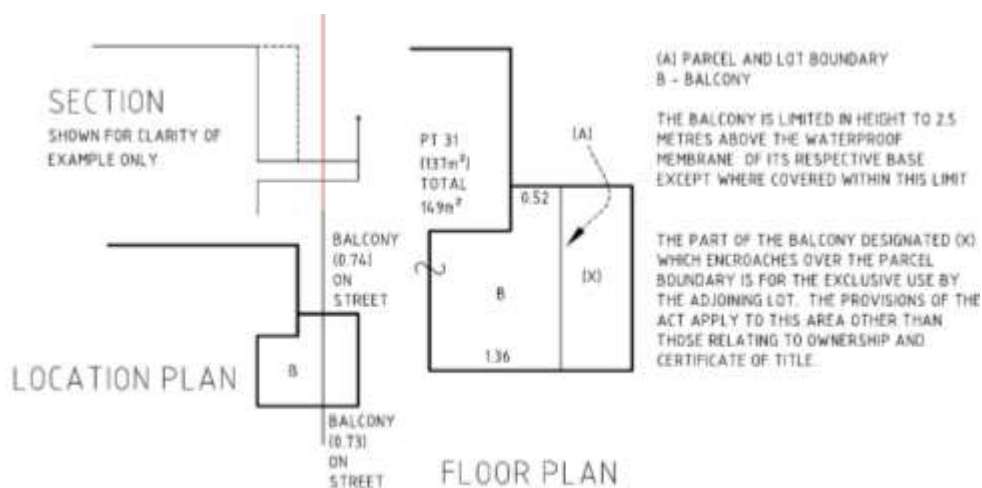 SECTION
SHOWN FOR CLARITY OF
EXAMPLE ONLY
BALCONY
(0.74)
ON
STREET
B
LOCATION PLAN
BALCONY
(0.73)
ON
STREET
PT 31
(137m²)
TOTAL
149m²
(A)
0.52
B
(X)
1.36
FLOOR PLAN
(A) PARCEL AND LOT BOUNDARY
B - BALCONY
THE BALCONY IS LIMITED IN HEIGHT TO 2.5
METRES ABOVE THE WATERPROOF
MEMBRANE OF ITS RESPECTIVE BASE
EXCEPT WHERE COVERED WITHIN THIS LIMIT
THE PART OF THE BALCONY DESIGNATED (X)
WHICH ENCROACHES OVER THE PARCEL
BOUNDARY IS FOR THE EXCLUSIVE USE BY
THE ADJOINING LOT. THE PROVISIONS OF THE
ACT APPLY TO THIS AREA OTHER THAN
THOSE RELATING TO OWNERSHIP AND
CERTIFICATE OF TITLE.